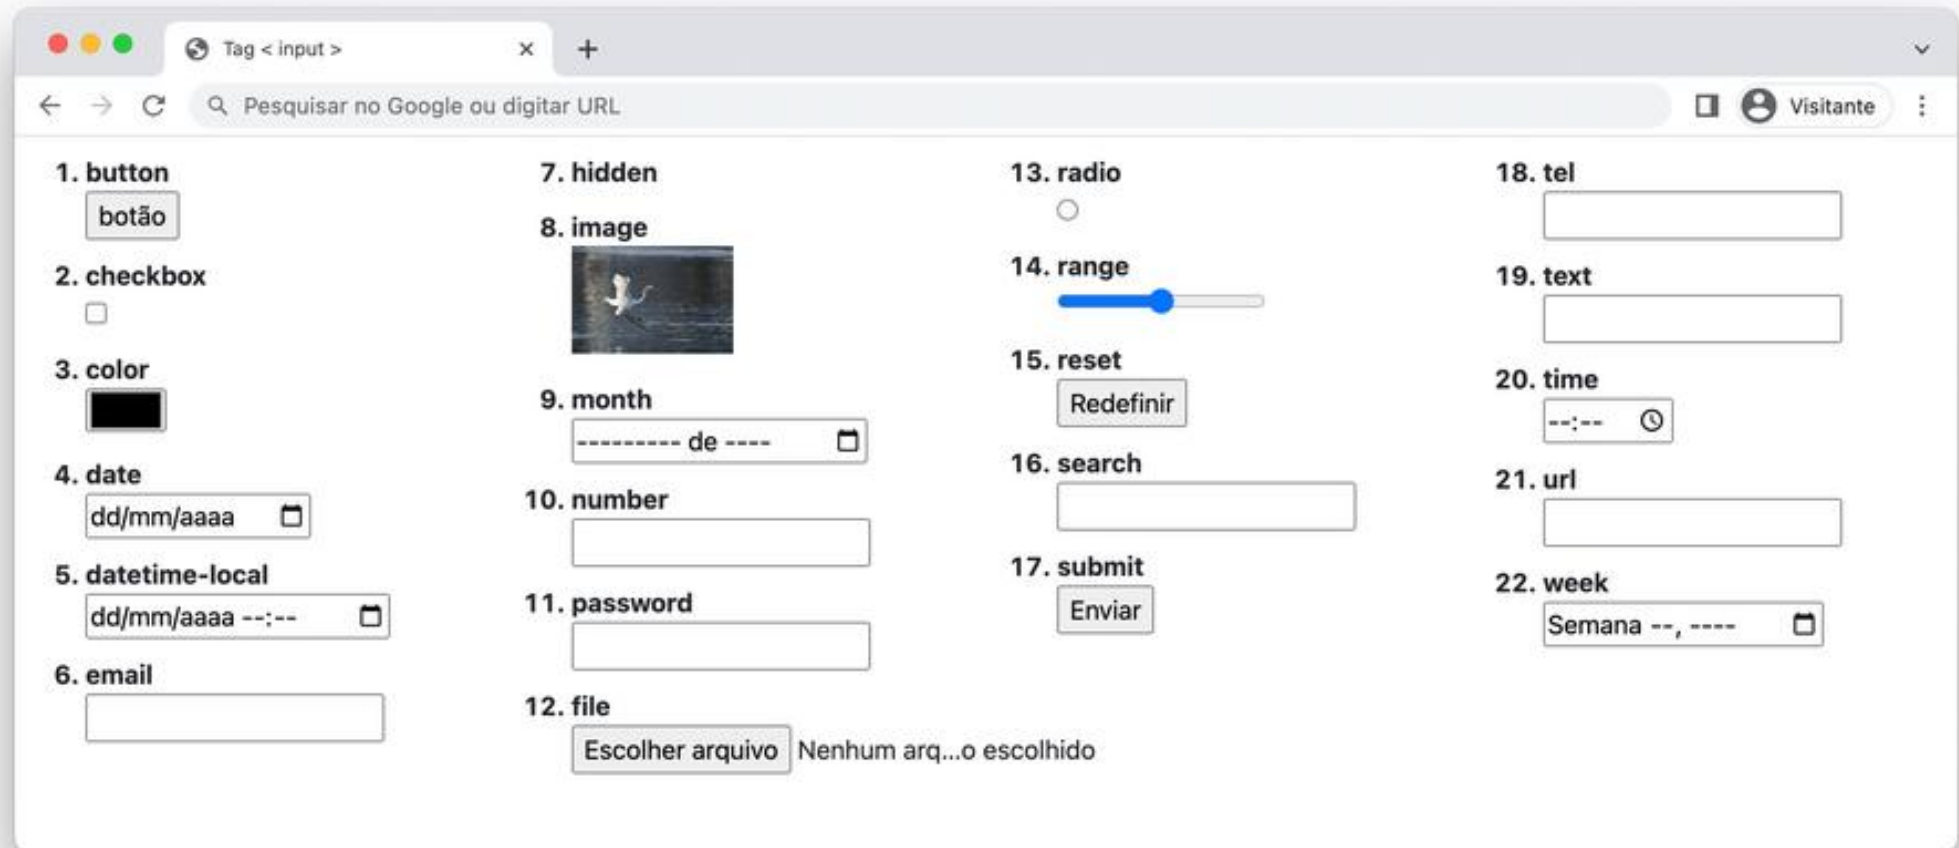 Tag < input >
Pesquisar no Google ou digitar URL
Visitante
1. button
botão
2. checkbox
3. color
4. date
dd/mm/aaaa
5. datetime-local
dd/mm/aaaa --:--
6. email
7. hidden
8. image
9. month
--------- de ----
10. number
11. password
12. file
Escolher arquivo Nenhum arq...o escolhido
13. radio
14. range
15. reset
Redefinir
16. search
17. submit
Enviar
18. tel
19. text
20. time
--:--
21. url
22. week
Semana --, ----